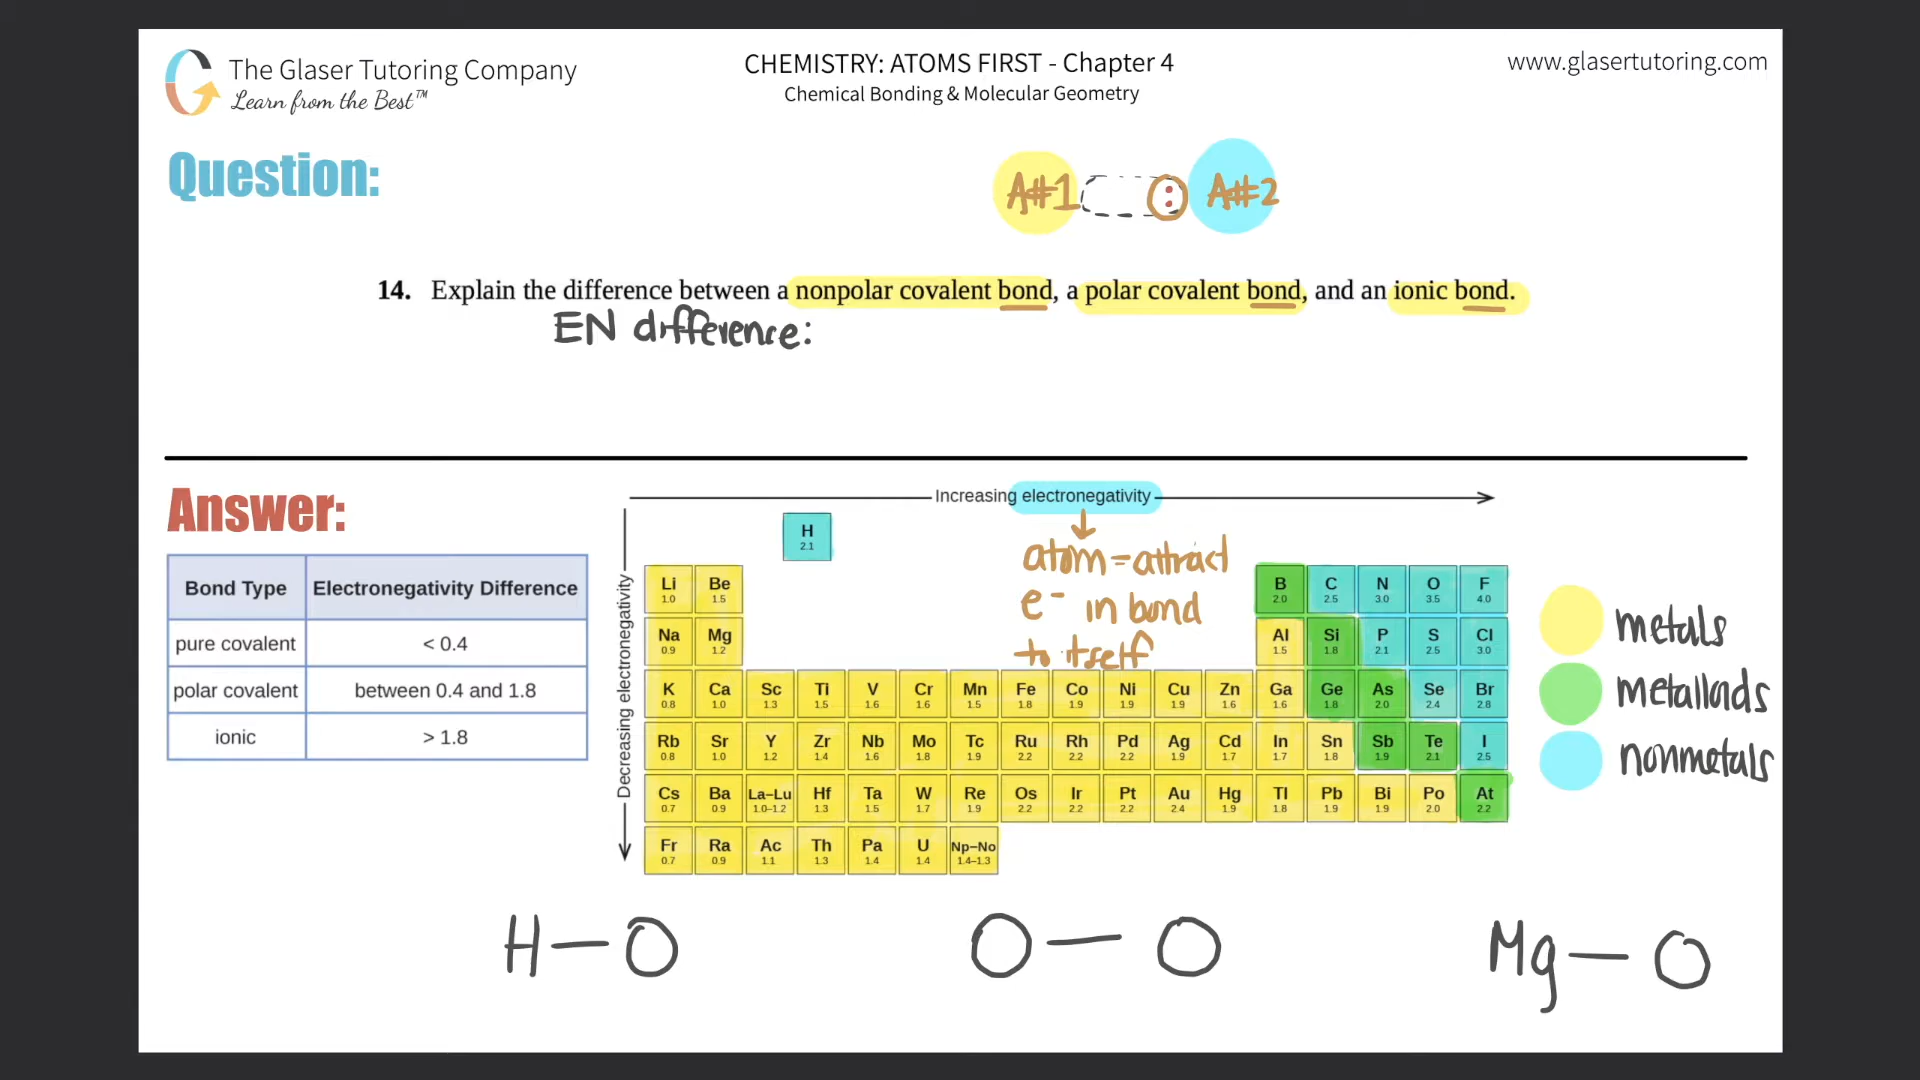 The Glaser Tutoring Company
Learn from the Best™
CHEMISTRY: ATOMS FIRST - Chapter 4
Chemical Bonding & Molecular Geometry
www.glasertutoring.com
Question:
A#1 : A#2
14. Explain the difference between a nonpolar covalent bond, a polar covalent bond, and an ionic bond.
EN difference:
Answer:
Bond Type Electronegativity Difference
pure covalent < 0.4
polar covalent between 0.4 and 1.8
ionic > 1.8
Increasing electronegativity
Decreasing electronegativity
atom = attract
e⁻ in bond
to itself
H
2.1
Li Be B C N O F
1.0 1.5 2.0 2.5 3.0 3.5 4.0
Na Mg Al Si P S Cl
0.9 1.2 1.5 1.8 2.1 2.5 3.0
K Ca Sc Ti V Cr Mn Fe Co Ni Cu Zn Ga Ge As Se Br
0.8 1.0 1.3 1.5 1.6 1.6 1.5 1.8 1.9 1.9 1.9 1.6 1.6 1.8 2.0 2.4 2.8
Rb Sr Y Zr Nb Mo Tc Ru Rh Pd Ag Cd In Sn Sb Te I
0.8 1.0 1.2 1.4 1.6 1.8 1.9 2.2 2.2 2.2 1.9 1.7 1.7 1.8 1.9 2.1 2.5
Cs Ba La–Lu Hf Ta W Re Os Ir Pt Au Hg Tl Pb Bi Po At
0.7 0.9 1.0–1.2 1.3 1.5 1.7 1.9 2.2 2.2 2.2 2.4 1.9 1.8 1.9 1.9 2.0 2.2
Fr Ra Ac Th Pa U Np–No
0.7 0.9 1.1 1.3 1.4 1.4 1.4–1.3
metals
metalloids
nonmetals
H — O
O — O
Mg — O